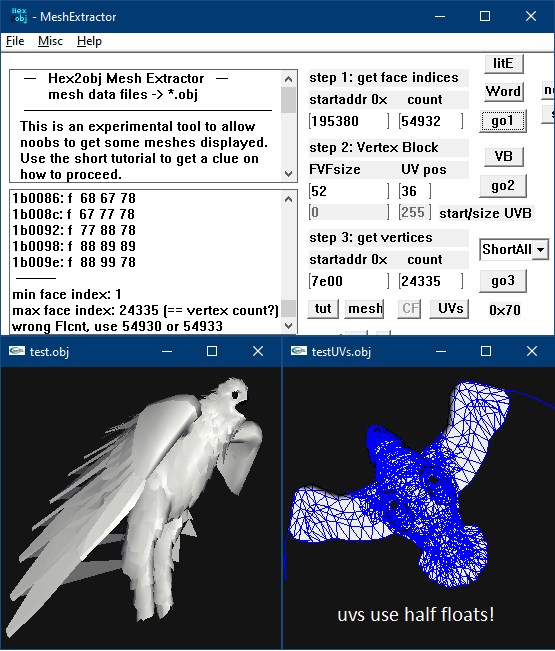 Hex
2obj
- MeshExtractor
File Misc Help
— Hex2obj Mesh Extractor —
mesh data files -> *.obj
This is an experimental tool to allow
noobs to get some meshes displayed.
Use the short tutorial to get a clue on
how to proceed.
1b0086: f 68 67 78
1b008c: f 67 77 78
1b0092: f 77 88 78
1b0098: f 88 89 89
1b009e: f 88 99 78
min face index: 1
max face index: 24335 (== vertex count?)
wrong FIcnt, use 54930 or 54933
step 1: get face indices
startaddr 0x count
195380 54932
step 2: Vertex Block
FVFsize UV pos
52 36
0 255 start/size UVB
step 3: get vertices
startaddr 0x count
7e00 24335
tut mesh CF UVs 0x70
litE
Word
go1
VB
go2
ShortAll
go3
test.obj
testUVs.obj
uvs use half floats!